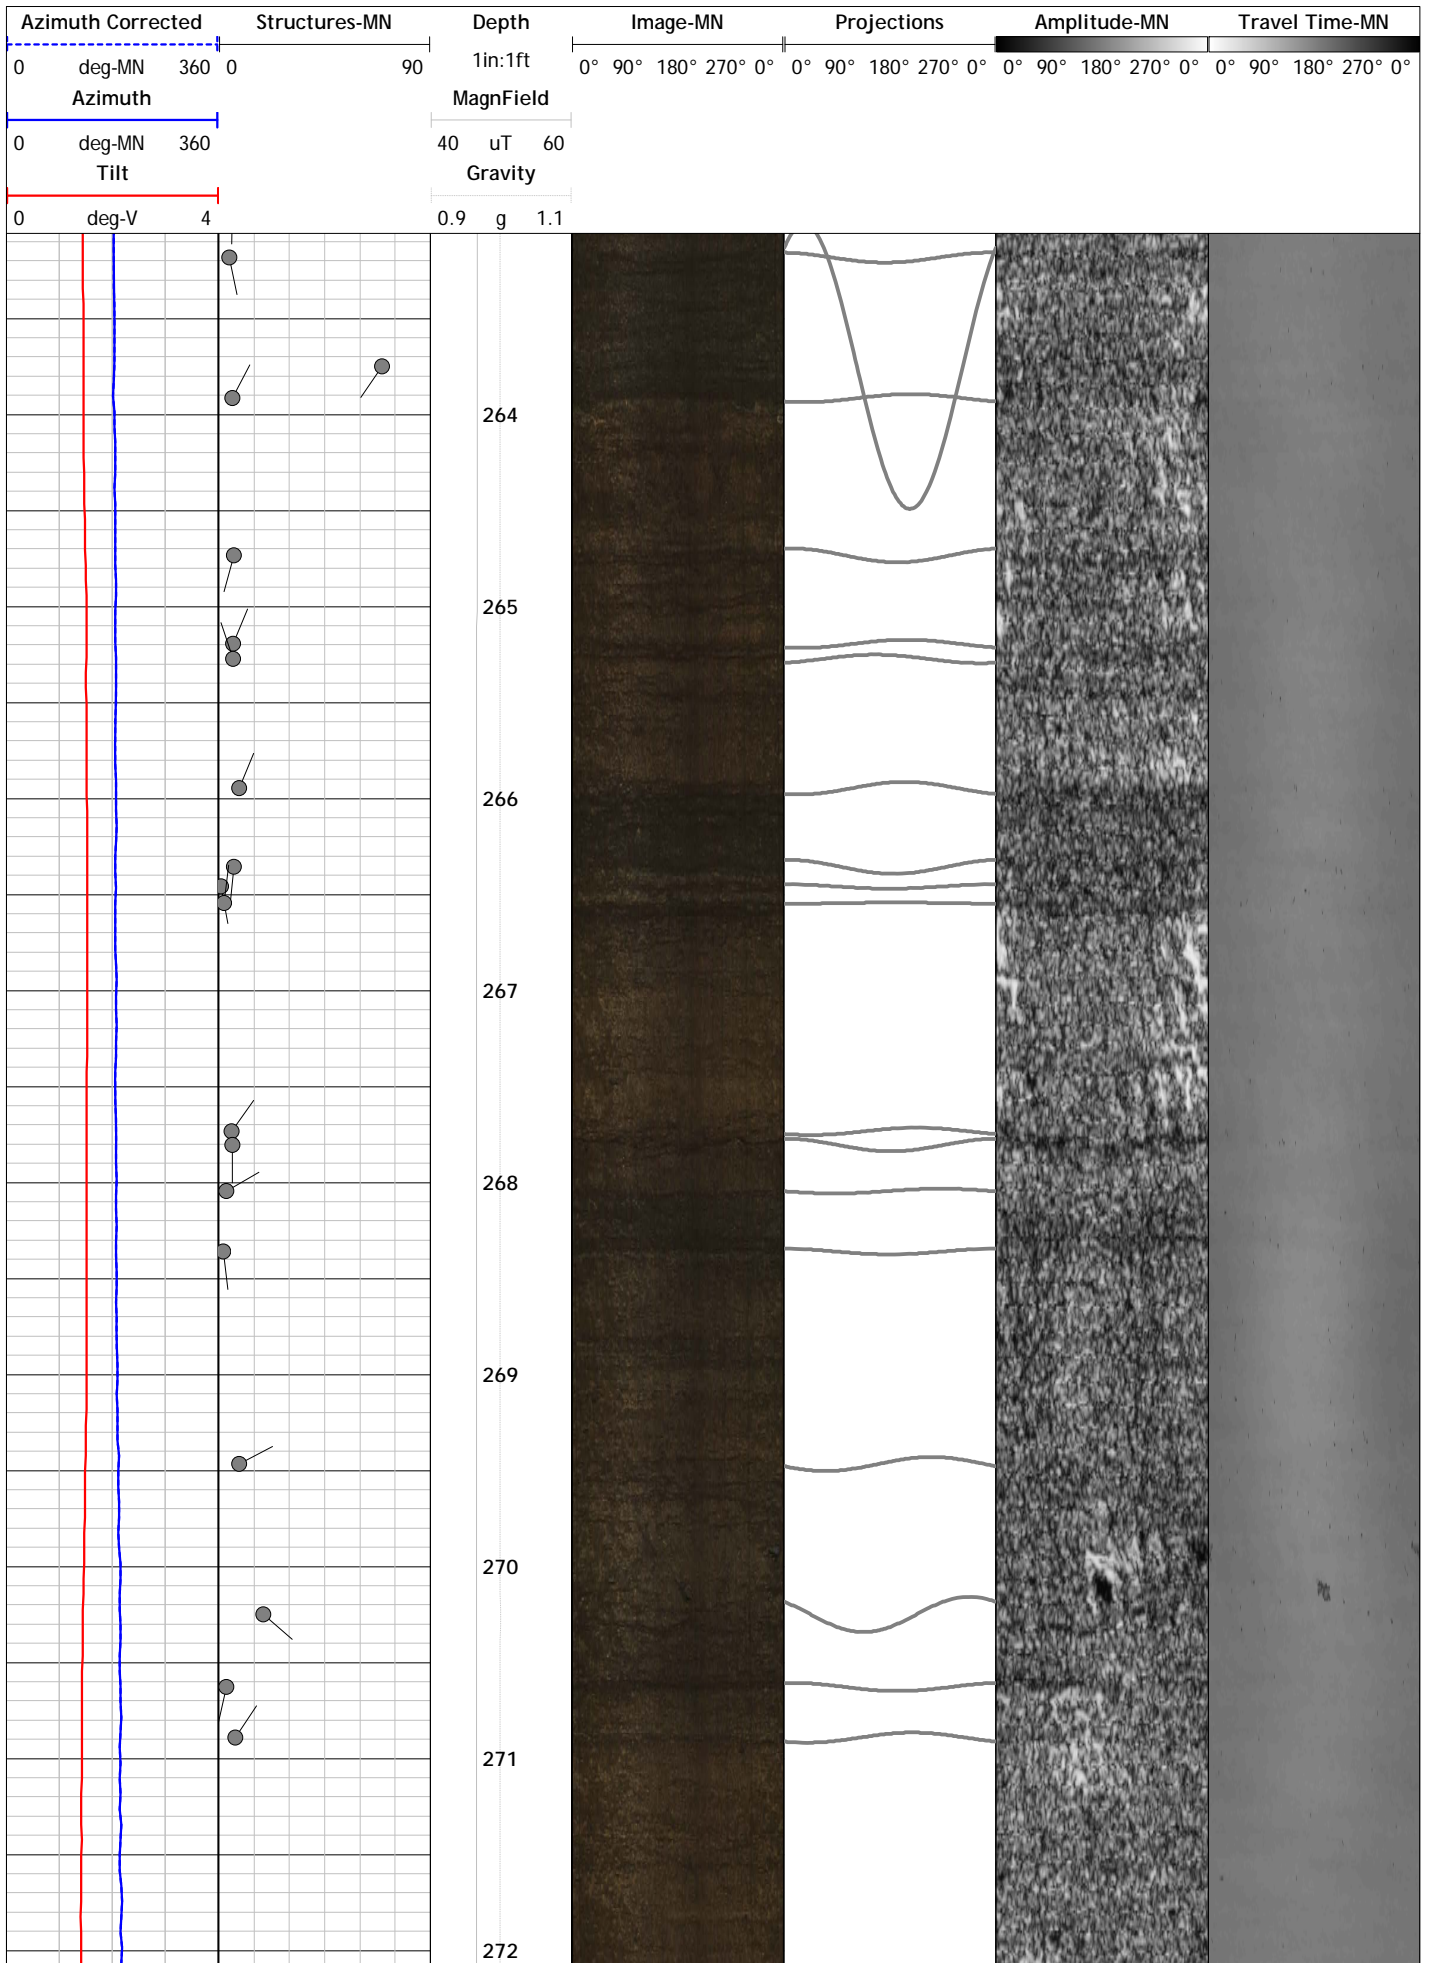 Azimuth Corrected Structures-MN Depth Image-MN Projections Amplitude-MN Travel Time-MN
0 deg-MN 360 0 90 1in:1ft 0° 90° 180° 270° 0° 0° 90° 180° 270° 0° 0° 90° 180° 270° 0° 0° 90° 180° 270° 0°
Azimuth MagnField
0 deg-MN 360 40 uT 60
Tilt Gravity
0 deg-V 4 0.9 g 1.1
264
265
266
267
268
269
270
271
272